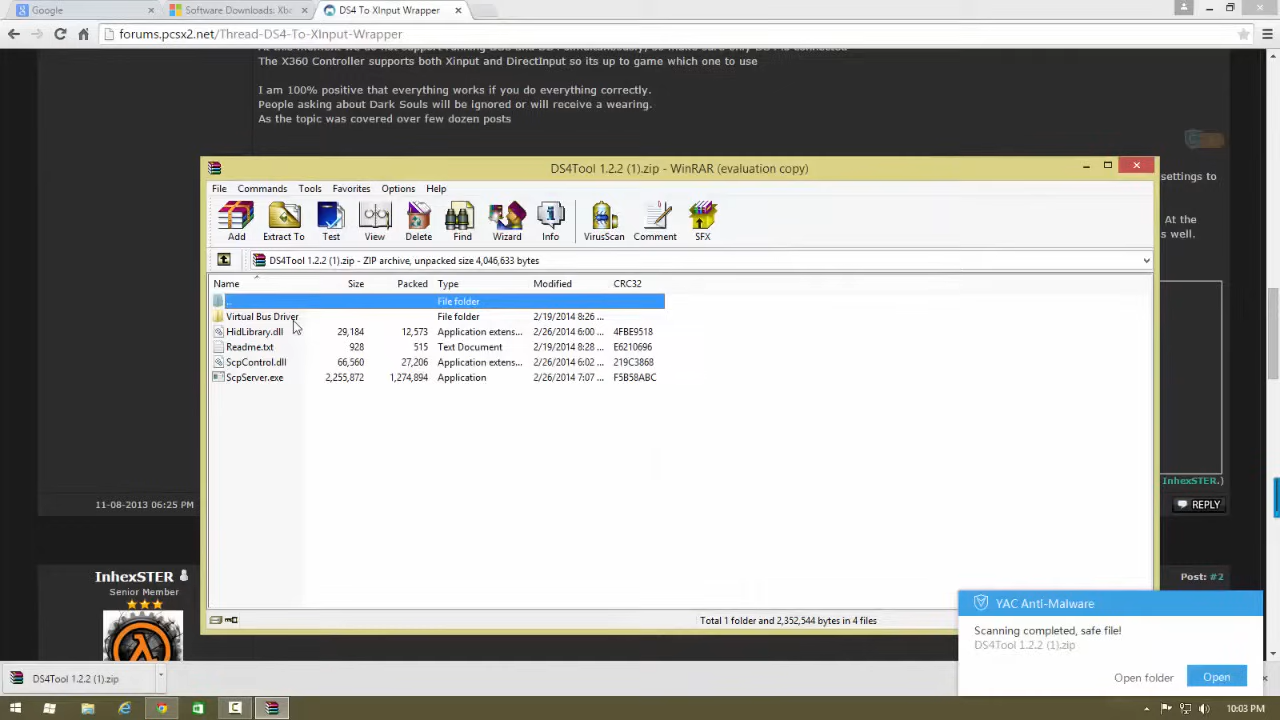 Google
Software Downloads: Xbo
DS4 To XInput Wrapper
forums.pcsx2.net/Thread-DS4-To-XInput-Wrapper
The X360 Controller supports both Xinput and DirectInput so its up to game which one to use
I am 100% positive that everything works if you do everything correctly.
People asking about Dark Souls will be ignored or will receive a wearing.
As the topic was covered over few dozen posts
DS4Tool 1.2.2 (1).zip - WinRAR (evaluation copy)
File Commands Tools Favorites Options Help
settings to
Add Extract To Test View Delete Find Wizard Info VirusScan Comment SFX
At the
s well.
DS4Tool 1.2.2 (1).zip - ZIP archive, unpacked size 4,046,633 bytes
Name Size Packed Type Modified CRC32
.. File folder
Virtual Bus Driver File folder 2/19/2014 8:26 ...
HidLibrary.dll 29,184 12,573 Application extens... 2/26/2014 6:00 ... 4FBE9518
Readme.txt 928 515 Text Document 2/19/2014 8:28 ... E6210696
ScpControl.dll 66,560 27,206 Application extens... 2/26/2014 6:02 ... 219C3868
ScpServer.exe 2,255,872 1,274,894 Application 2/26/2014 7:07 ... F5B58ABC
InhexSTER.)
11-08-2013 06:25 PM
REPLY
InhexSTER
Senior Member
Post: #2
Total 1 folder and 2,352,544 bytes in 4 files
YAC Anti-Malware
Scanning completed, safe file!
DS4Tool 1.2.2 (1).zip
Open folder Open
DS4Tool 1.2.2 (1).zip
10:03 PM